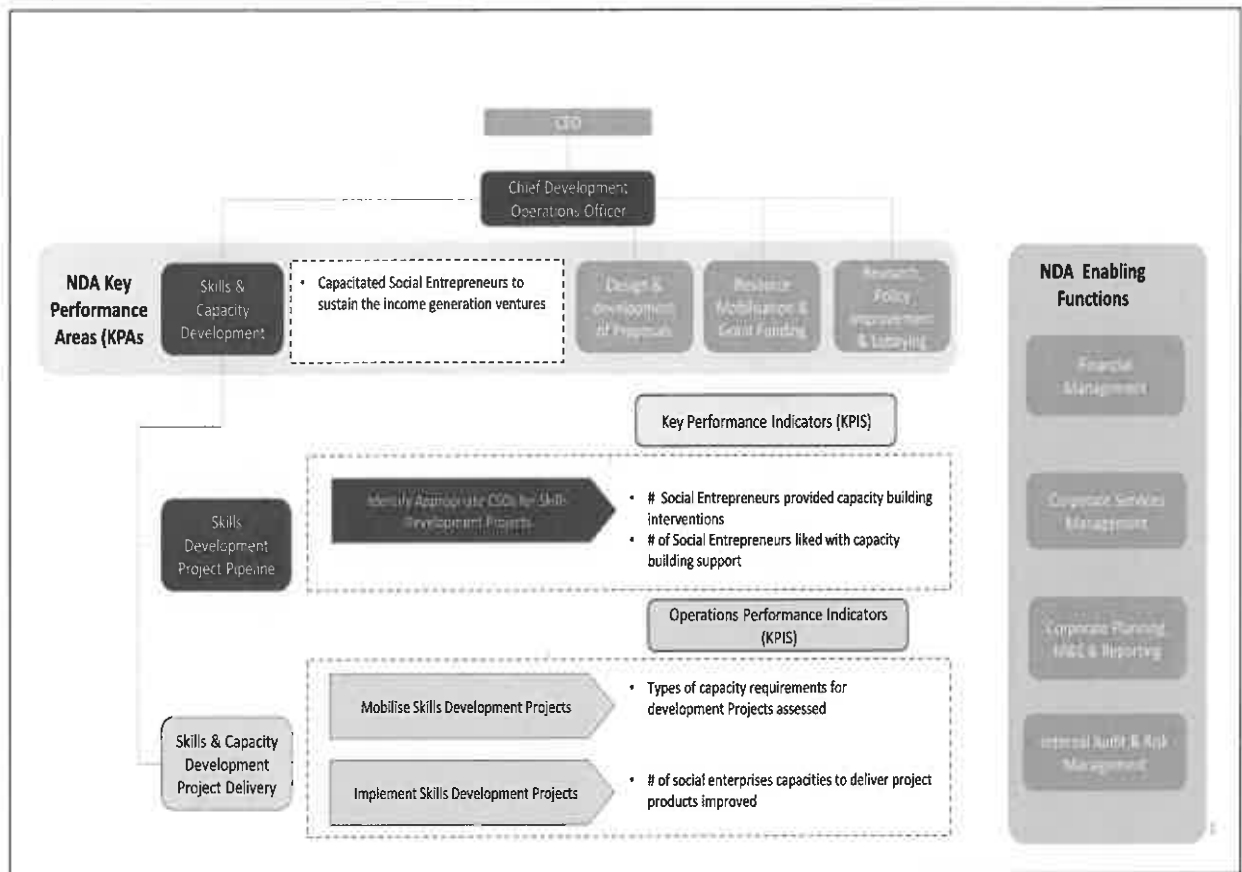 CEO
Chief Development
Operations Officer
NDA Key
Performance
Areas (KPAs
Skills &
Capacity
Development
• Capacitated Social Entrepreneurs to
sustain the income generation ventures
Design &
development
of Proposals
Resource
Mobilisation &
Grant Funding
Research,
Policy
improvement
& Lobbying
NDA Enabling
Functions
Financial
Management
Corporate Services
Management
Corporate Planning,
M&E & Reporting
Internal Audit & Risk
Management
Key Performance Indicators (KPIS)
Skills
Development
Project Pipeline
Identify Appropriate CSOs for Skills
Development Projects
• # Social Entrepreneurs provided capacity building
interventions
• # of Social Entrepreneurs liked with capacity
building support
Operations Performance Indicators
(KPIS)
Skills & Capacity
Development
Project Delivery
Mobilise Skills Development Projects
• Types of capacity requirements for
development Projects assessed
Implement Skills Development Projects
• # of social enterprises capacities to deliver project
products improved